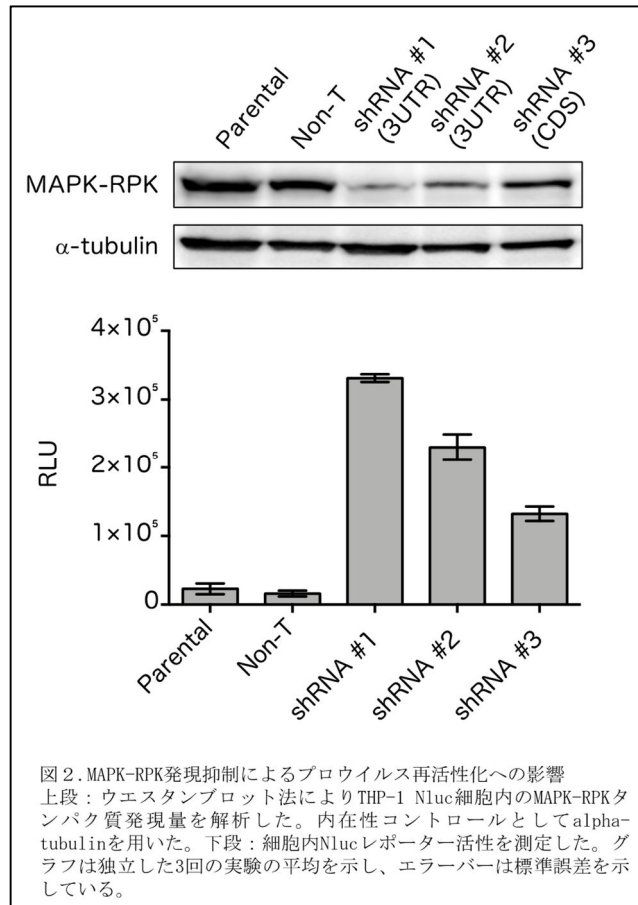 Parental
Non-T
shRNA #1
(3UTR)
shRNA #2
(3UTR)
shRNA #3
(CDS)
MAPK-RPK
α-tubulin
4×10⁵
3×10⁵
2×10⁵
1×10⁵
0
RLU
Parental
Non-T
shRNA #1
shRNA #2
shRNA #3
図２.MAPK-RPK発現抑制によるプロウイルス再活性化への影響
上段：ウエスタンブロット法によりTHP-1 Nluc細胞内のMAPK-RPKタ
ンパク質発現量を解析した。内在性コントロールとしてalpha-
tubulinを用いた。下段：細胞内Nlucレポーター活性を測定した。グ
ラフは独立した3回の実験の平均を示し、エラーバーは標準誤差を示
している。